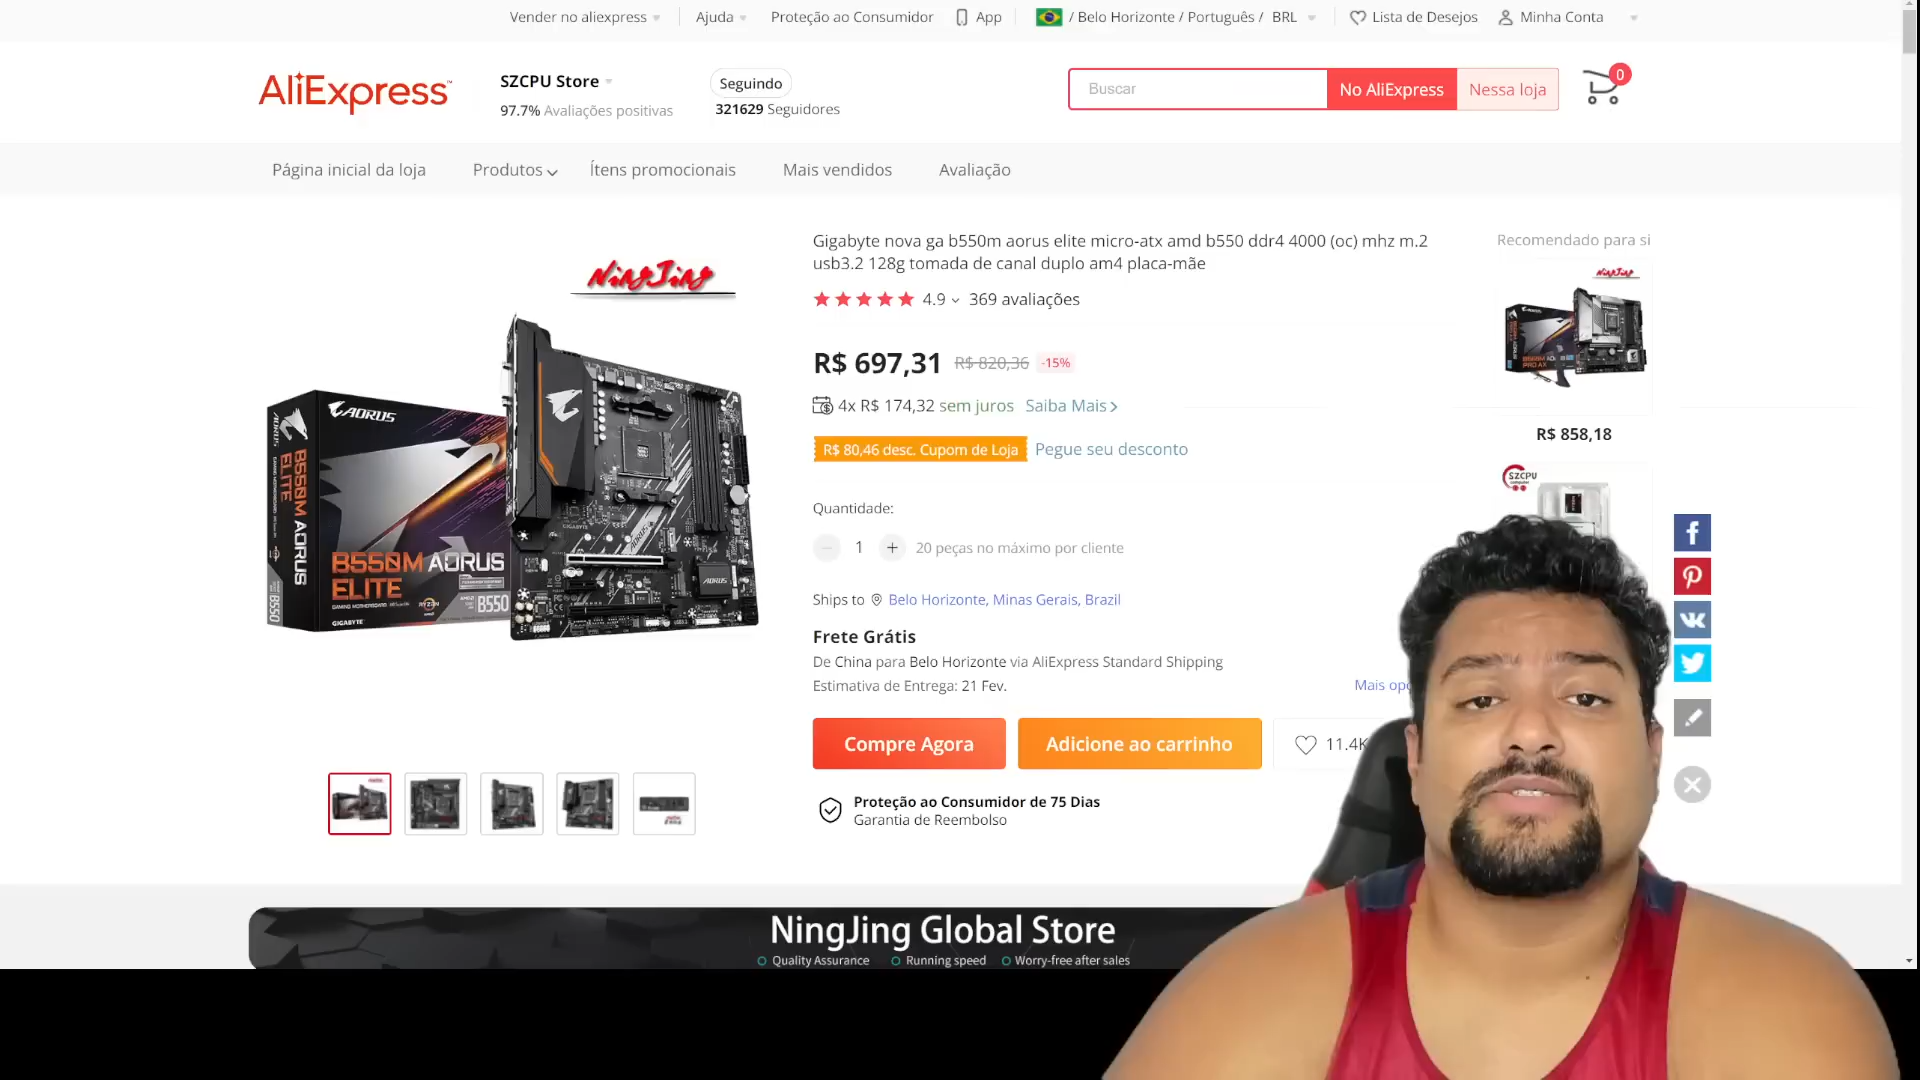 Vender no aliexpress
Ajuda
Proteção ao Consumidor
App
/ Belo Horizonte / Português / BRL
Lista de Desejos
Minha Conta
AliExpress
SZCPU Store
97.7% Avaliações positivas
Seguindo
321629 Seguidores
Buscar
No AliExpress
Nessa loja
0
Página inicial da loja
Produtos
Ítens promocionais
Mais vendidos
Avaliação
NingJing
AORUS
B550M AORUS ELITE
B550M AORUS
ELITE
B550
GIGABYTE
AORUS
Gigabyte nova ga b550m aorus elite micro-atx amd b550 ddr4 4000 (oc) mhz m.2
usb3.2 128g tomada de canal duplo am4 placa-mãe
4.9
369 avaliações
R$ 697,31 R$ 820,36 -15%
4x R$ 174,32 sem juros Saiba Mais
R$ 80,46 desc. Cupom de Loja
Pegue seu desconto
Quantidade:
1
20 peças no máximo por cliente
Ships to Belo Horizonte, Minas Gerais, Brazil
Frete Grátis
De China para Belo Horizonte via AliExpress Standard Shipping
Estimativa de Entrega: 21 Fev.
Mais
Compre Agora
Adicione ao carrinho
11.4K
Proteção ao Consumidor de 75 Dias
Garantia de Reembolso
Recomendado para si
NingJing
R$ 858,18
SZCPU
NingJing Global Store
Quality Assurance
Running speed
Worry-free after sales